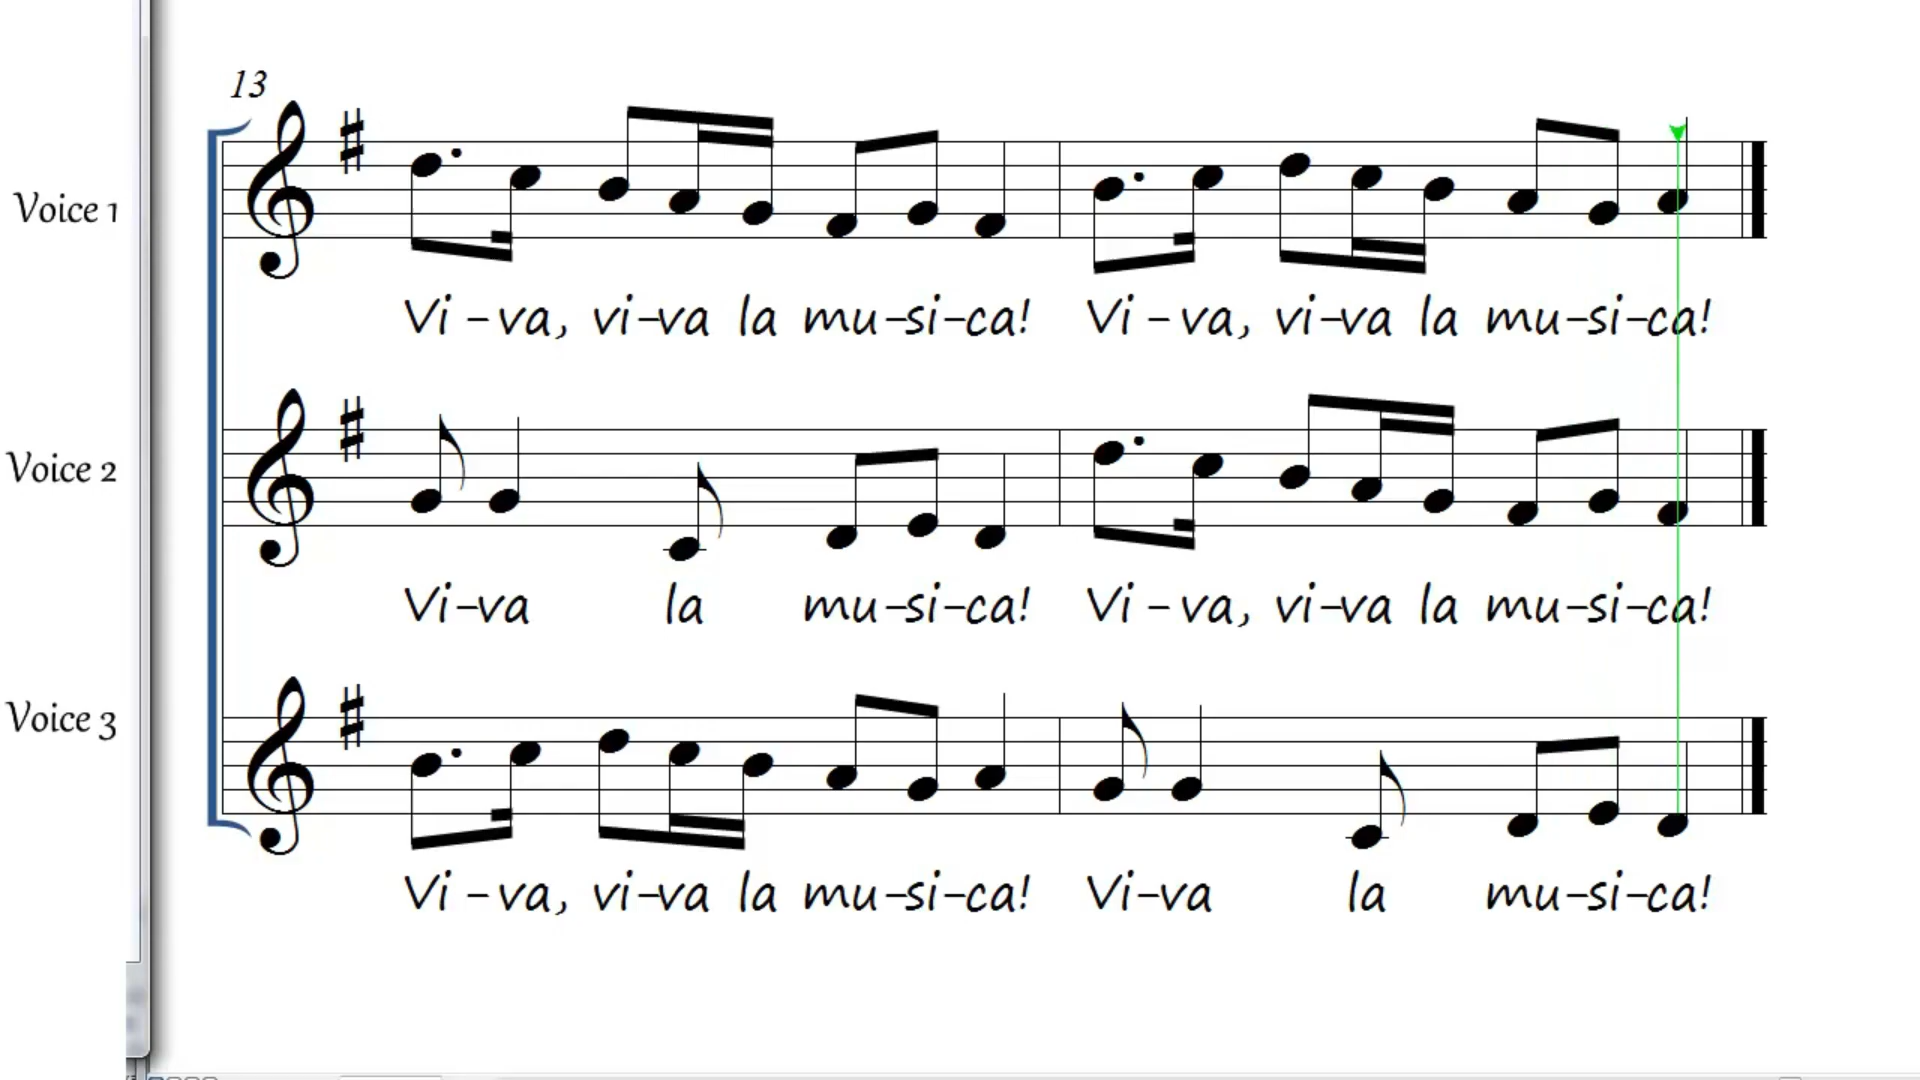 13
Voice 1
Vi-va, vi-va la mu-si-ca! Vi-va, vi-va la mu-si-ca!
Voice 2
Vi-va la mu-si-ca! Vi-va, vi-va la mu-si-ca!
Voice 3
Vi-va, vi-va la mu-si-ca! Vi-va la mu-si-ca!